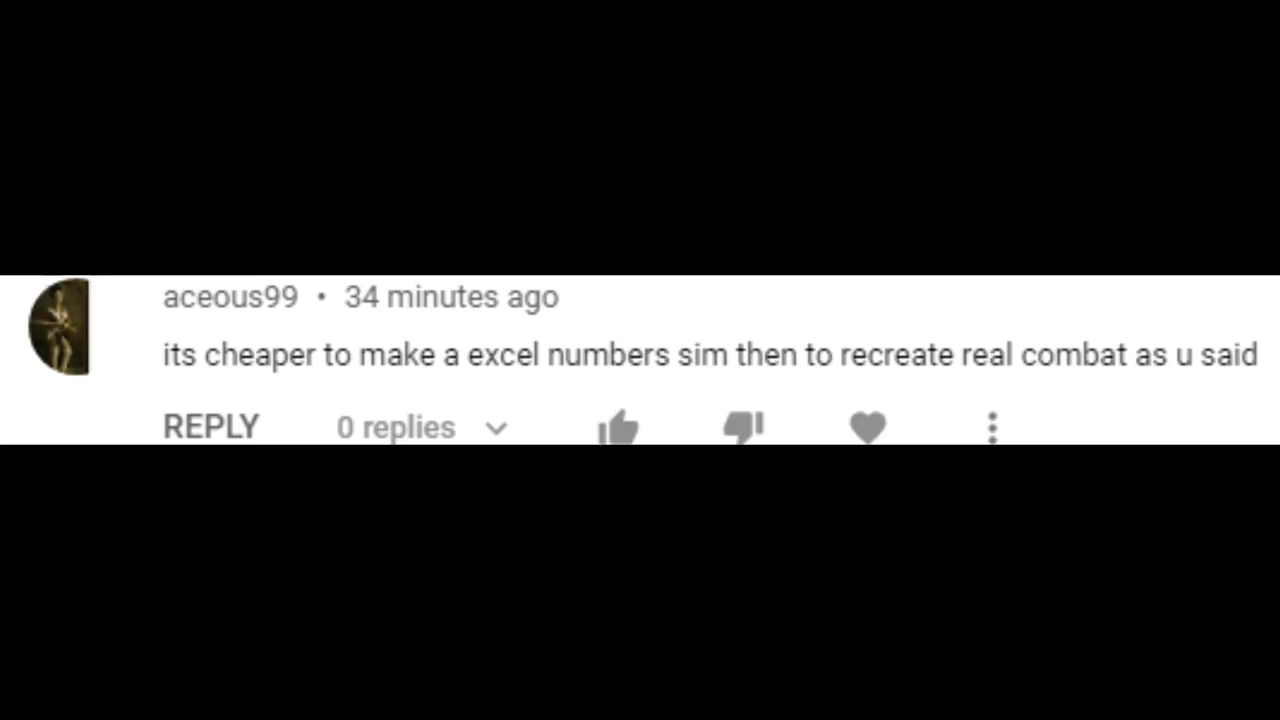 aceous99 • 34 minutes ago
its cheaper to make a excel numbers sim then to recreate real combat as u said
REPLY 0 replies